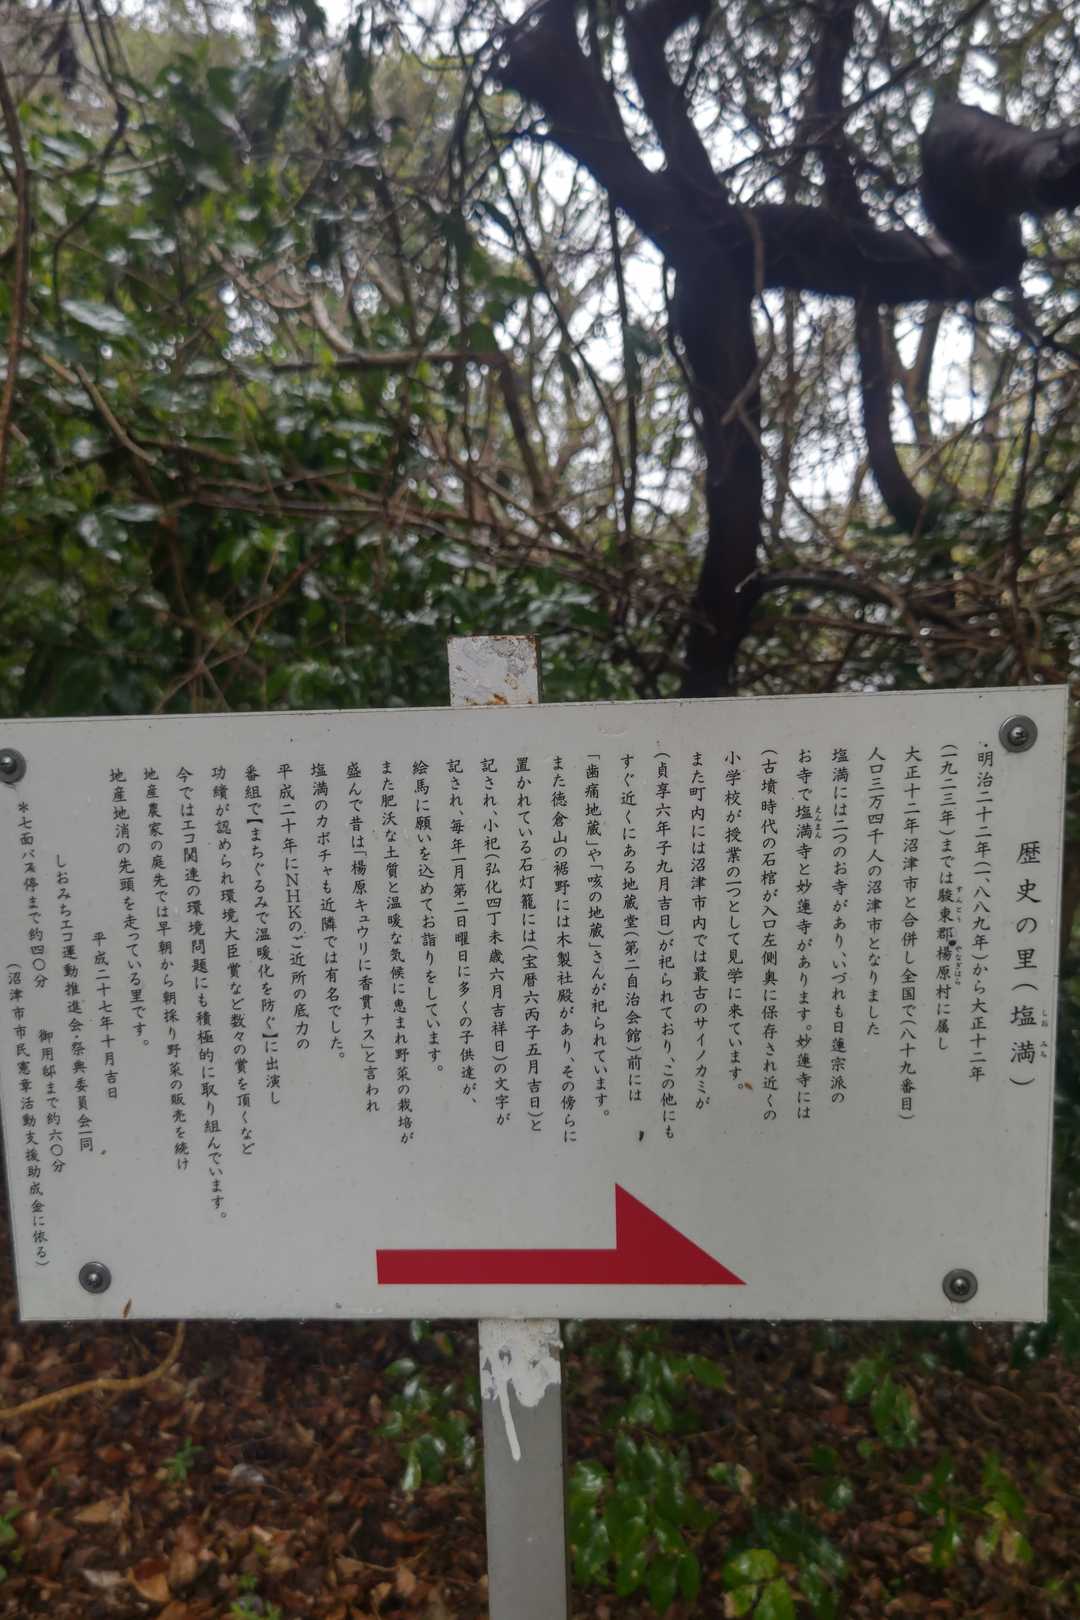 歴史の里（塩満）
しお みち
明治二十二年（一八八九年）から大正十二年
（一九二三年）までは駿東郡楊原村に属し
すんとう やなぎはら
大正十二年沼津市と合併し全国で（八十九番目）
人口三万四千人の沼津市となりました
塩満には二つのお寺があり、いづれも日蓮宗派の
お寺で塩満寺と妙蓮寺があります。妙蓮寺には
えんまん
（古墳時代の石棺が入口左側奥に保存され近くの
小学校が授業の一つとして見学に来ています。
また町内には沼津市内では最古のサイノカミが
（貞享六年子九月吉日）が祀られており、この他にも
すぐ近くにある地蔵堂（第二自治会館）前には
「歯痛地蔵」や「咳の地蔵」さんが祀られています。
また徳倉山の裾野には木製社殿があり、その傍らに
置かれている石灯籠には（宝暦六丙子五月吉日）と
記され、小祀（弘化四丁未歳六月吉祥日）の文字が
記され、毎年一月第二日曜日に多くの子供達が、
絵馬に願いを込めてお詣りをしています。
また肥沃な土質と温暖な気候に恵まれ野菜の栽培が
盛んで昔は「楊原キュウリに香貫ナス」と言われ
塩満のカボチャも近隣では有名でした。
平成二十年にNHKのご近所の底力の
番組で【まちぐるみで温暖化を防ぐ】に出演し
功績が認められ環境大臣賞など数々の賞を頂くなど
今ではエコ関連の環境問題にも積極的に取り組んでいます。
地産農家の庭先では早朝から朝採り野菜の販売を続け
地産地消の先頭を走っている里です。
平成二十七年十月吉日
しおみちエコ運動推進会・祭典委員会一同
＊七面バス停まで約四〇分 御用邸まで約六〇分
（沼津市市民憲章活動支援助成金に依る）